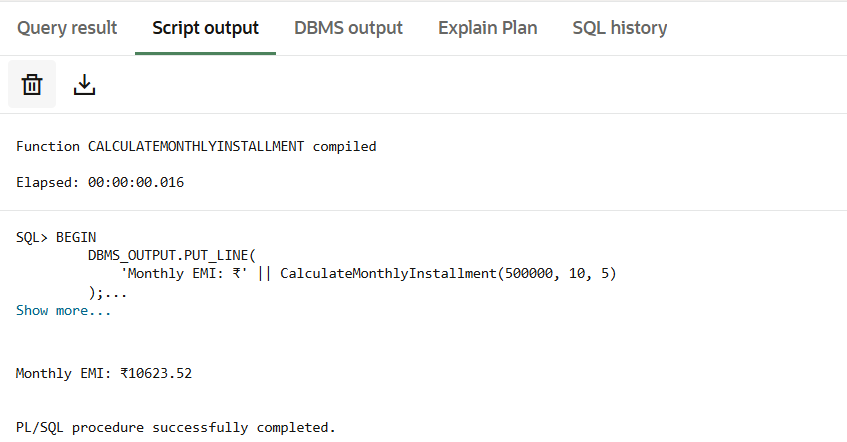 Query result Script output DBMS output Explain Plan SQL history
Function CALCULATEMONTHLYINSTALLMENT compiled
Elapsed: 00:00:00.016
SQL> BEGIN
DBMS_OUTPUT.PUT_LINE(
'Monthly EMI: ₹' || CalculateMonthlyInstallment(500000, 10, 5)
);...
Show more...
Monthly EMI: ₹10623.52
PL/SQL procedure successfully completed.